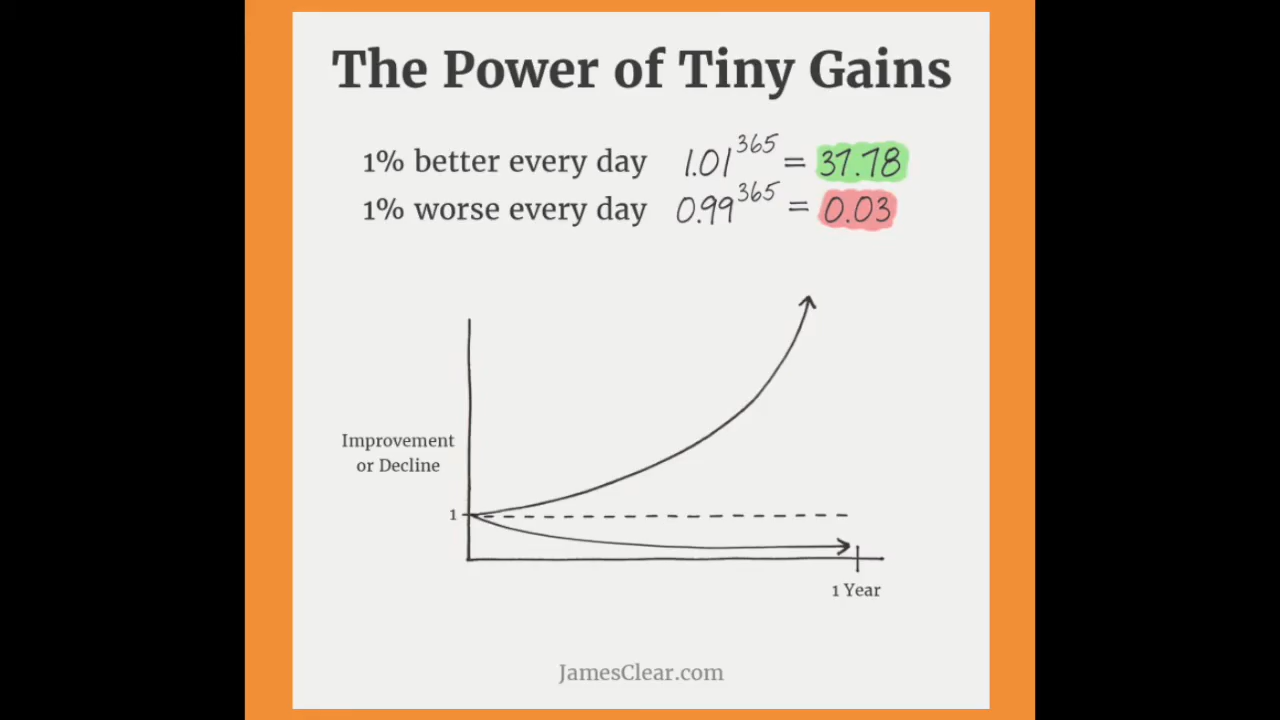 The Power of Tiny Gains
1% better every day 1.01^365 = 37.78
1% worse every day 0.99^365 = 0.03
Improvement
or Decline
1
1 Year
JamesClear.com